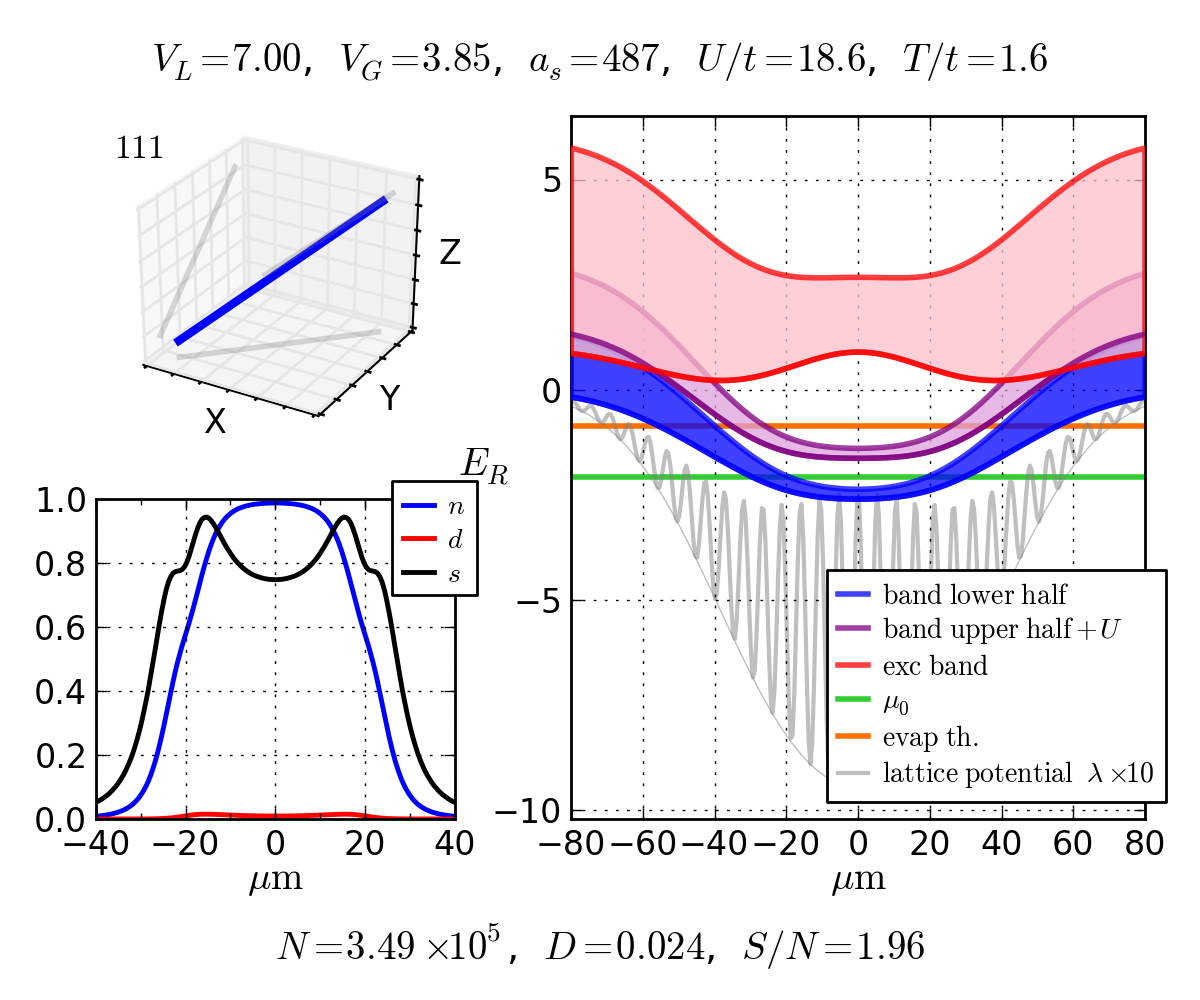 V_L=7.00, V_G=3.85, a_s=487, U/t=18.6, T/t=1.6
111
Z
Y
X
E_R
1.0
0.8
0.6
0.4
0.2
0.0
−40 −20 0 20 40
μm
n
d
s
5
0
−5
−10
−80 −60 −40 −20 0 20 40 60 80
μm
band lower half
band upper half+U
exc band
μ_0
evap th.
lattice potential λ×10
N=3.49×10^5, D=0.024, S/N=1.96